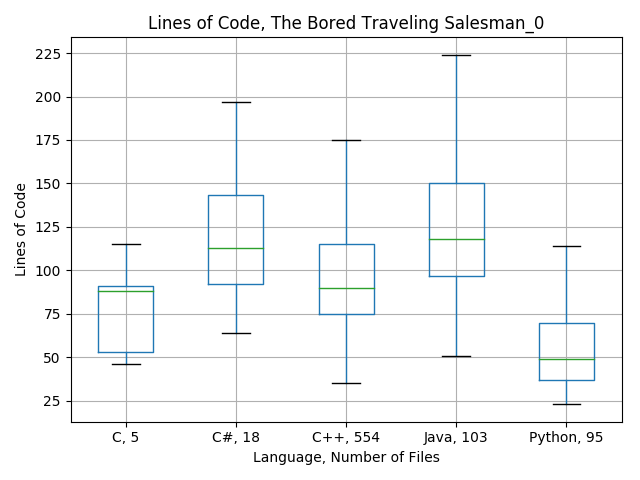 Lines of Code, The Bored Traveling Salesman_0
225
200
175
150
125
100
75
50
25
Lines of Code
C, 5
C#, 18
C++, 554
Java, 103
Python, 95
Language, Number of Files